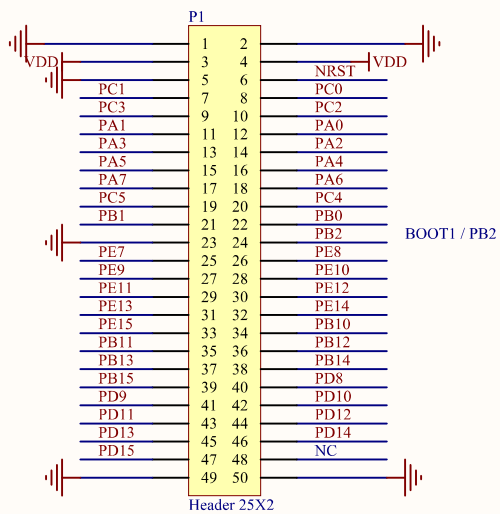 P1
1 2
VDD 3 4 VDD
5 6 NRST
PC1 7 8 PC0
PC3 9 10 PC2
PA1 11 12 PA0
PA3 13 14 PA2
PA5 15 16 PA4
PA7 17 18 PA6
PC5 19 20 PC4
PB1 21 22 PB0
23 24 PB2 BOOT1 / PB2
PE7 25 26 PE8
PE9 27 28 PE10
PE11 29 30 PE12
PE13 31 32 PE14
PE15 33 34 PB10
PB11 35 36 PB12
PB13 37 38 PB14
PB15 39 40 PD8
PD9 41 42 PD10
PD11 43 44 PD12
PD13 45 46 PD14
PD15 47 48 NC
49 50
Header 25X2